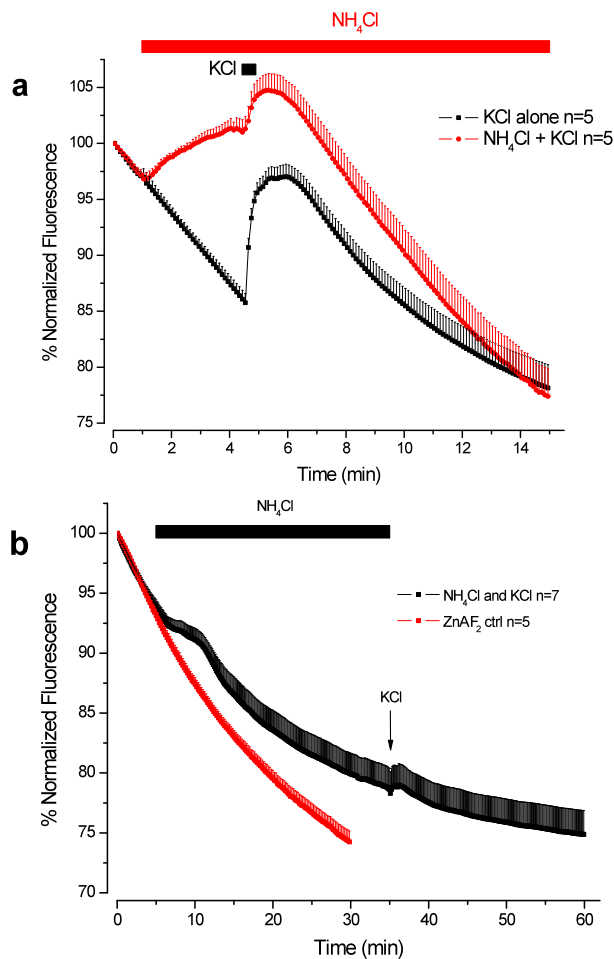 NH₄Cl
KCl
a
105
100
95
90
85
80
75
% Normalized Fluorescence
KCl alone n=5
NH₄Cl + KCl n=5
0 2 4 6 8 10 12 14
Time (min)
NH₄Cl
b
100
95
90
85
80
75
70
% Normalized Fluorescence
NH₄Cl and KCl n=7
ZnAF₂ ctrl n=5
KCl
0 10 20 30 40 50 60
Time (min)